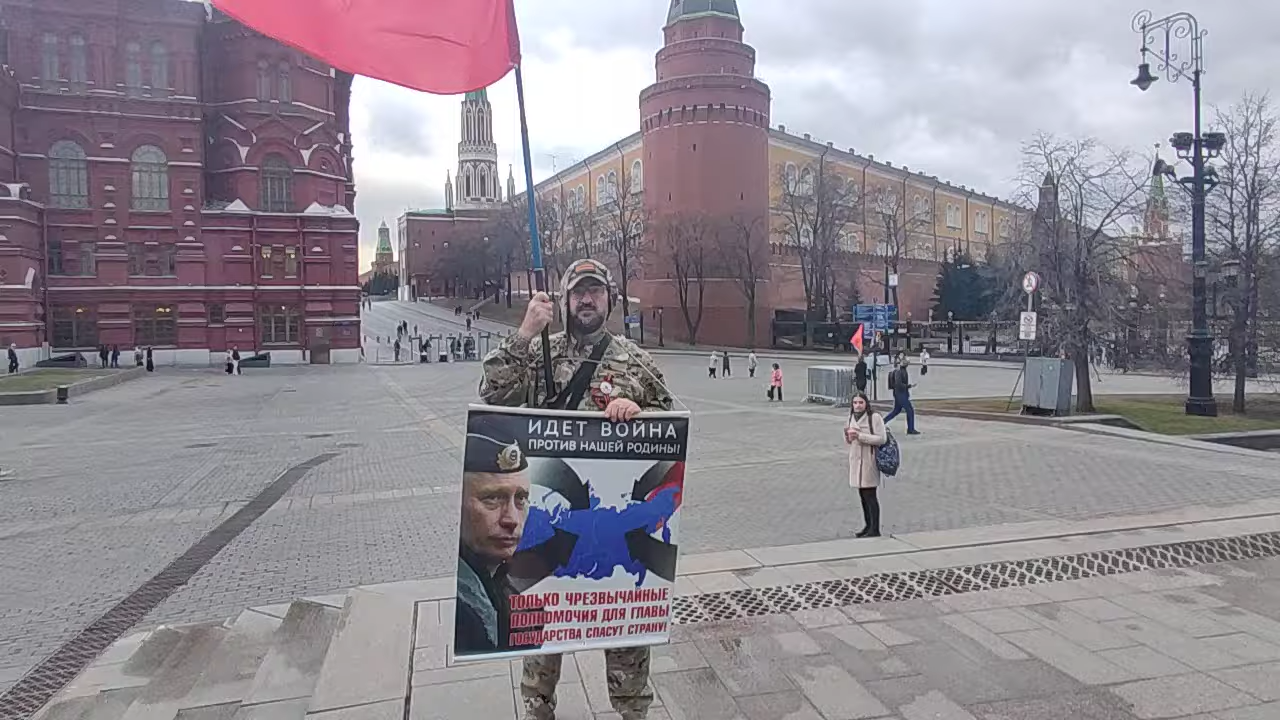 ИДЕТ ВОЙНА
ПРОТИВ НАШЕЙ РОДИНЫ!
ТОЛЬКО ЧРЕЗВЫЧАЙНЫЕ
ПОЛНОМОЧИЯ ДЛЯ ГЛАВЫ
ГОСУДАРСТВА СПАСУТ СТРАНУ!